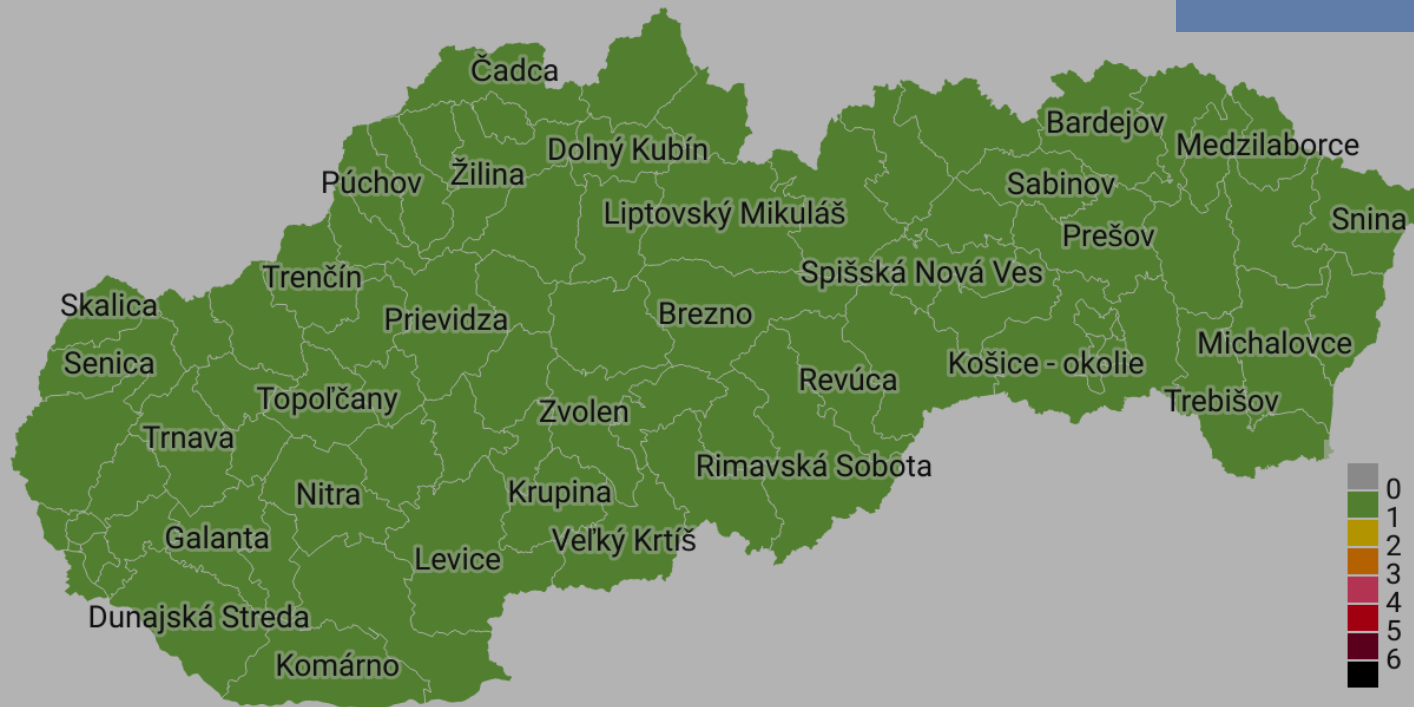 Čadca
Bardejov
Dolný Kubín
Medzilaborce
Púchov
Žilina
Sabinov
Liptovský Mikuláš
Snina
Prešov
Trenčín
Spišská Nová Ves
Skalica
Prievidza
Brezno
Senica
Michalovce
Košice - okolie
Revúca
Topoľčany
Zvolen
Trebišov
Trnava
Rimavská Sobota
Nitra
Krupina
Galanta
Veľký Krtíš
Levice
Dunajská Streda
Komárno
0
1
2
3
4
5
6